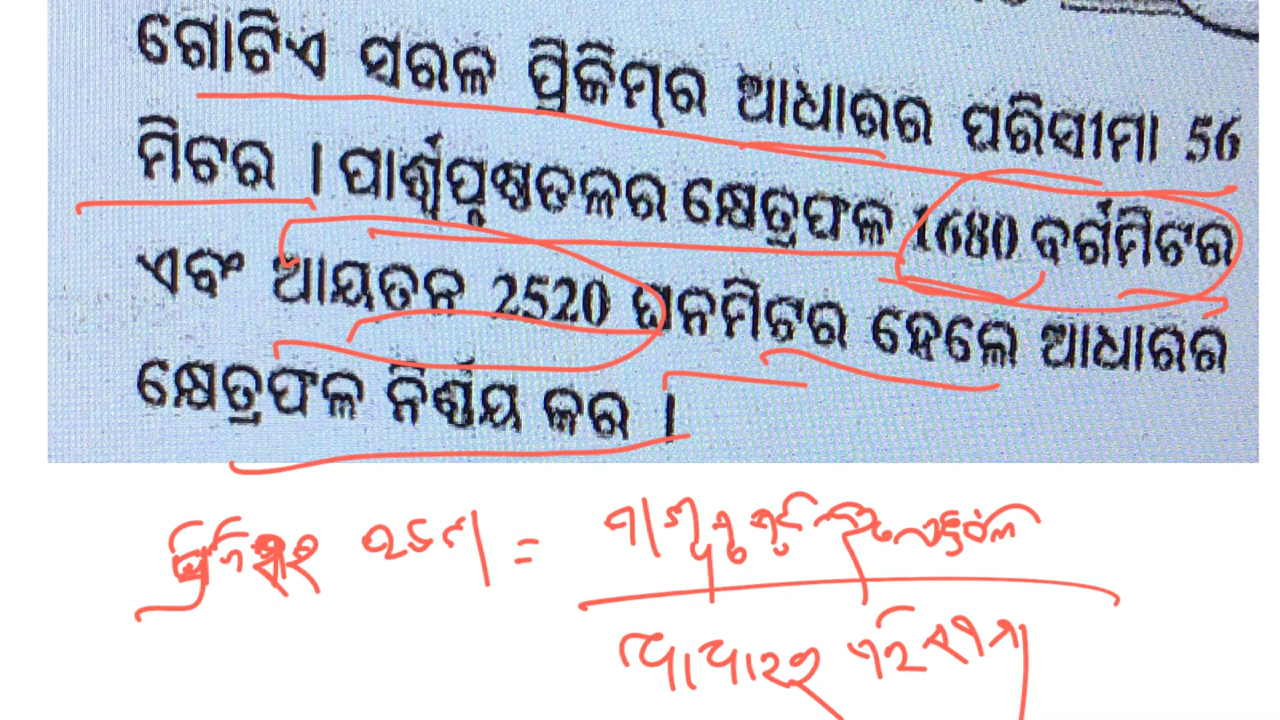 ଗୋଟିଏ ସରଳ ପ୍ରିଜିମ୍‌ର ଆଧାରର ପରିସୀମା 56
ମିଟର । ପାର୍ଶ୍ୱପୃଷ୍ଠତଳର କ୍ଷେତ୍ରଫଳ 1680 ବର୍ଗମିଟର
ଏବଂ ଆୟତନ 2520 ଘନମିଟର ହେଲେ ଆଧାରର
କ୍ଷେତ୍ରଫଳ ନିର୍ଣ୍ଣୟ କର ।
ଉଚ୍ଚତା =
ଆଧାରର ପରିସୀମା